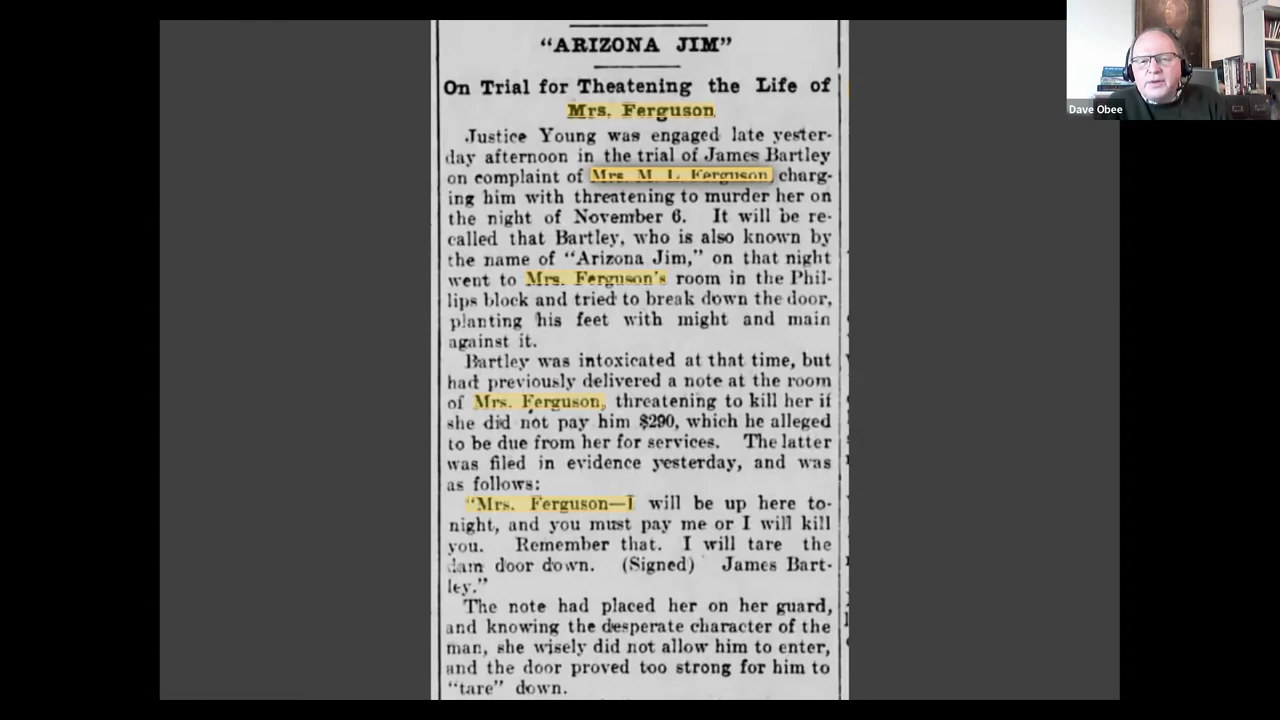 "ARIZONA JIM"
On Trial for Theatening the Life of
Mrs. Ferguson
Justice Young was engaged late yester-
day afternoon in the trial of James Bartley
on complaint of Mrs. M. L. Ferguson charg-
ing him with threatening to murder her on
the night of November 6. It will be re-
called that Bartley, who is also known by
the name of "Arizona Jim," on that night
went to Mrs. Ferguson's room in the Phil-
lips block and tried to break down the door,
planting his feet with might and main
against it.
Bartley was intoxicated at that time, but
had previously delivered a note at the room
of Mrs. Ferguson, threatening to kill her if
she did not pay him $290, which he alleged
to be due from her for services. The latter
was filed in evidence yesterday, and was
as follows:
"Mrs. Ferguson—I will be up here to-
night, and you must pay me or I will kill
you. Remember that. I will tare the
dam door down. (Signed) James Bart-
ley."
The note had placed her on her guard,
and knowing the desperate character of the
man, she wisely did not allow him to enter,
and the door proved too strong for him to
"tare" down.
Dave Obee